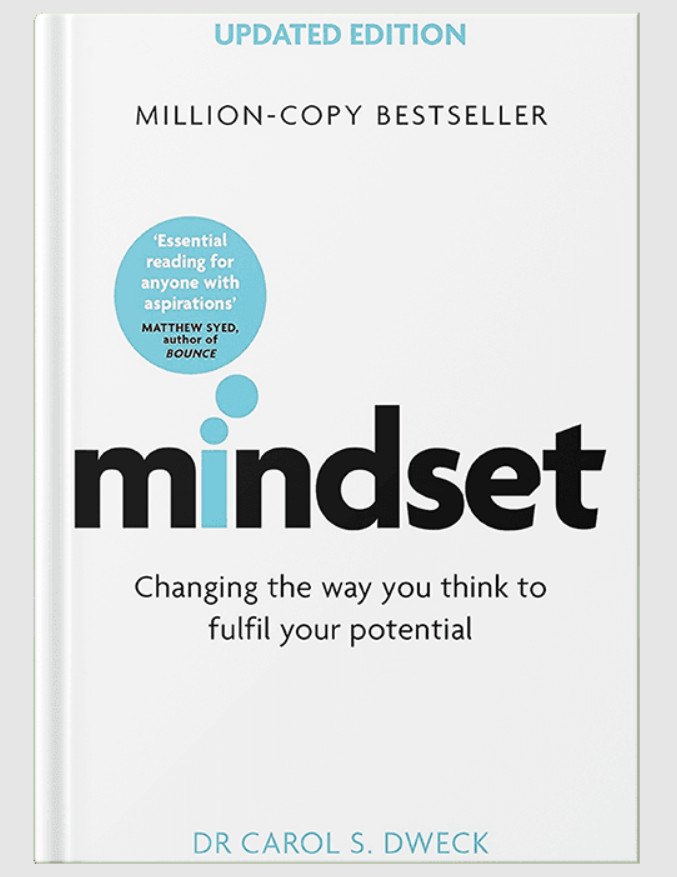 UPDATED EDITION
MILLION-COPY BESTSELLER
‘Essential
reading for
anyone with
aspirations’
MATTHEW SYED,
author of
BOUNCE
mindset
Changing the way you think to
fulfil your potential
DR CAROL S. DWECK